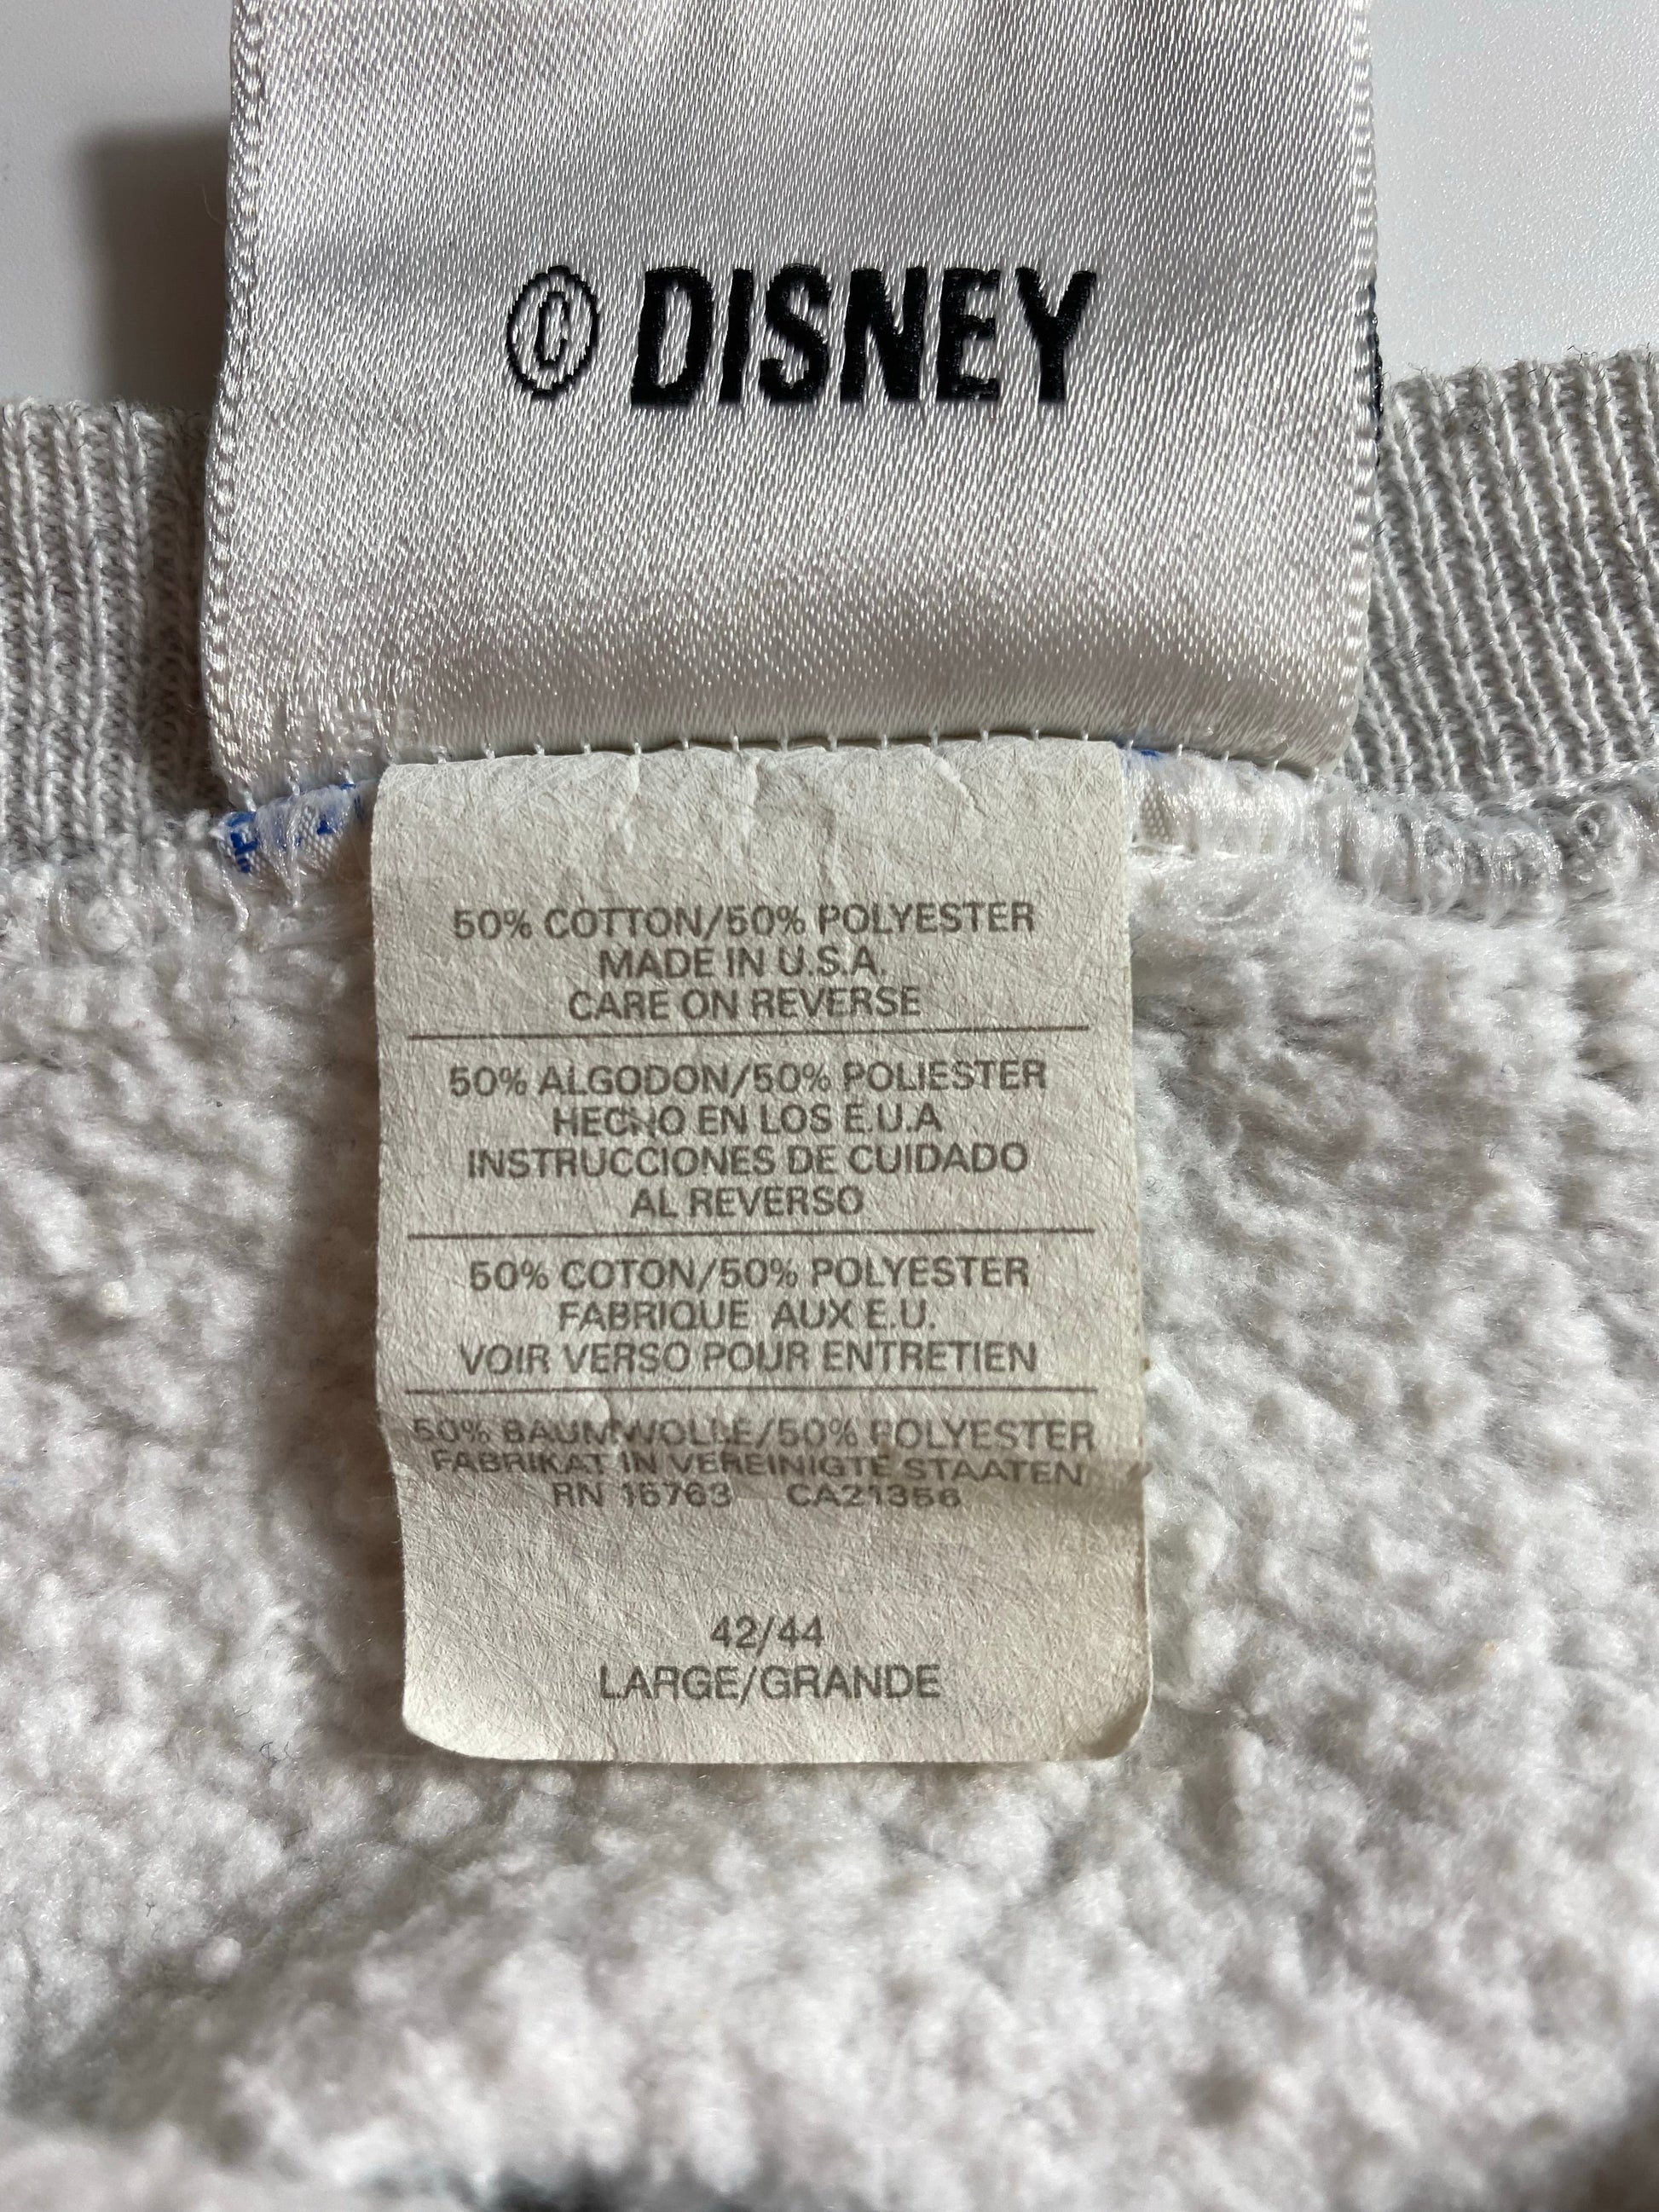 © DISNEY
50% COTTON/50% POLYESTER
MADE IN U.S.A.
CARE ON REVERSE
50% ALGODON/50% POLIESTER
HECHO EN LOS E.U.A
INSTRUCCIONES DE CUIDADO
AL REVERSO
50% COTON/50% POLYESTER
FABRIQUE AUX E.U.
VOIR VERSO POUR ENTRETIEN
50% BAUMWOLLE/50% POLYESTER
FABRIKAT IN VEREINIGTE STAATEN
RN 15763 CA21356
42/44
LARGE/GRANDE